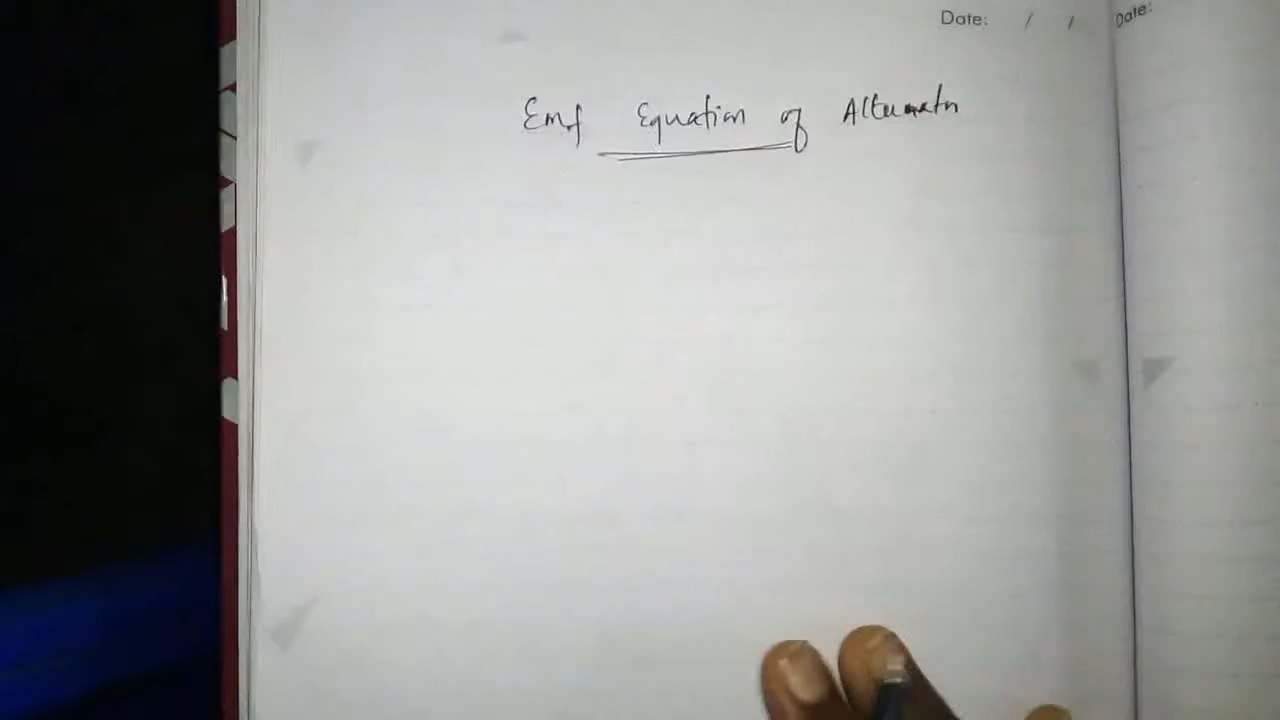 Date: / / Date:
Emf Equation of Alternator